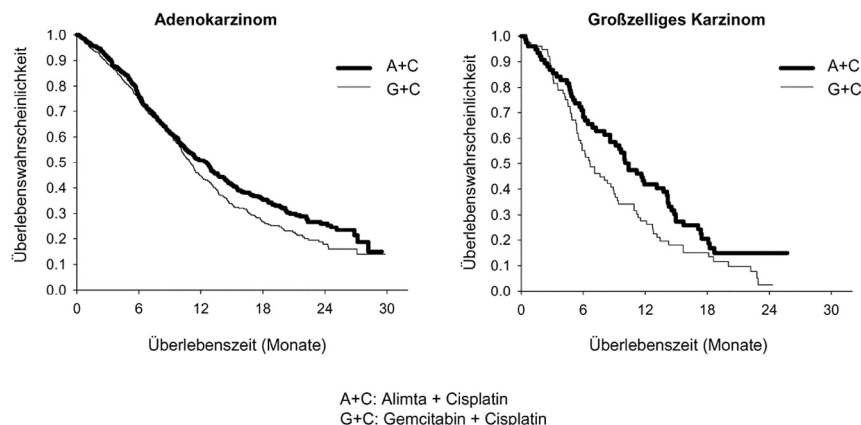 Adenokarzinom
Überlebenswahrscheinlichkeit
1.0
0.9
0.8
0.7
0.6
0.5
0.4
0.3
0.2
0.1
0.0
A+C
G+C
0 6 12 18 24 30
Überlebenszeit (Monate)
Großzelliges Karzinom
Überlebenswahrscheinlichkeit
1.0
0.9
0.8
0.7
0.6
0.5
0.4
0.3
0.2
0.1
0.0
A+C
G+C
0 6 12 18 24 30
Überlebenszeit (Monate)
A+C: Alimta + Cisplatin
G+C: Gemcitabin + Cisplatin